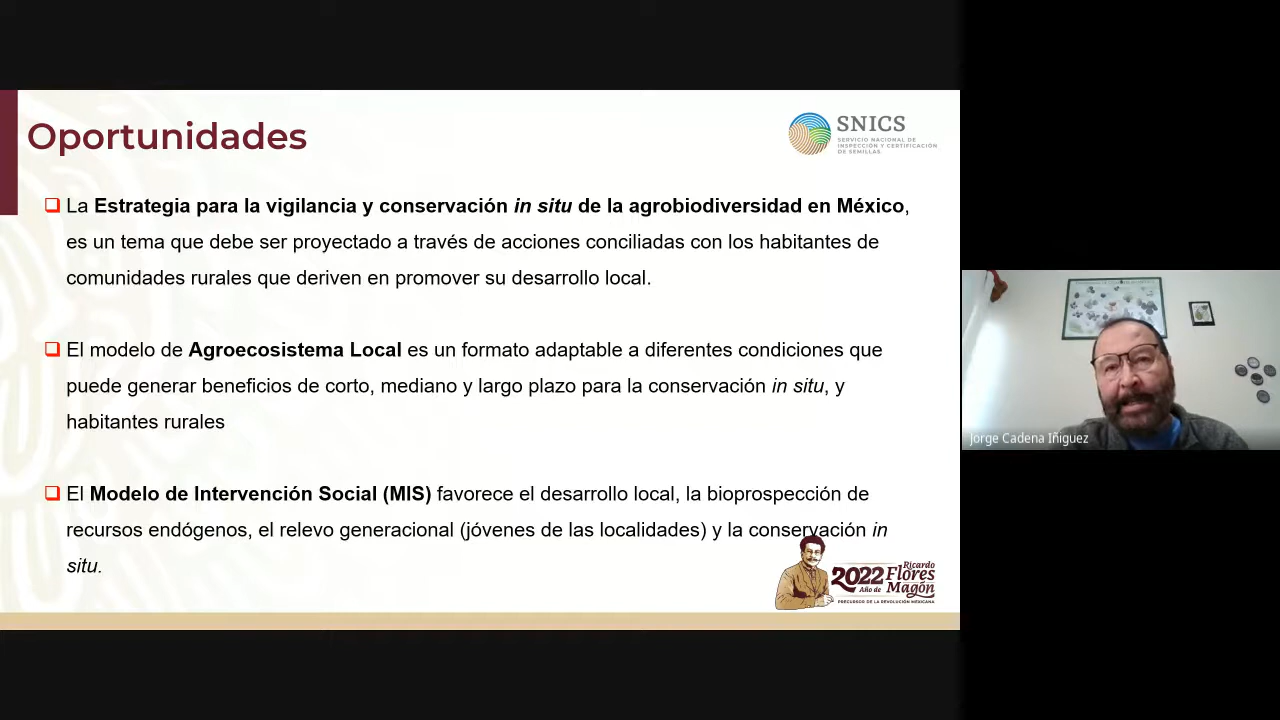 Oportunidades
SNICS
SERVICIO NACIONAL DE
INSPECCIÓN Y CERTIFICACIÓN
DE SEMILLAS
La Estrategia para la vigilancia y conservación in situ de la agrobiodiversidad en México,
es un tema que debe ser proyectado a través de acciones conciliadas con los habitantes de
comunidades rurales que deriven en promover su desarrollo local.
El modelo de Agroecosistema Local es un formato adaptable a diferentes condiciones que
puede generar beneficios de corto, mediano y largo plazo para la conservación in situ, y
habitantes rurales
El Modelo de Intervención Social (MIS) favorece el desarrollo local, la bioprospección de
recursos endógenos, el relevo generacional (jóvenes de las localidades) y la conservación in
situ.
2022 Ricardo
Año de Flores
Magón
PRECURSOR DE LA REVOLUCIÓN MEXICANA
Jorge Cadena Iñiguez